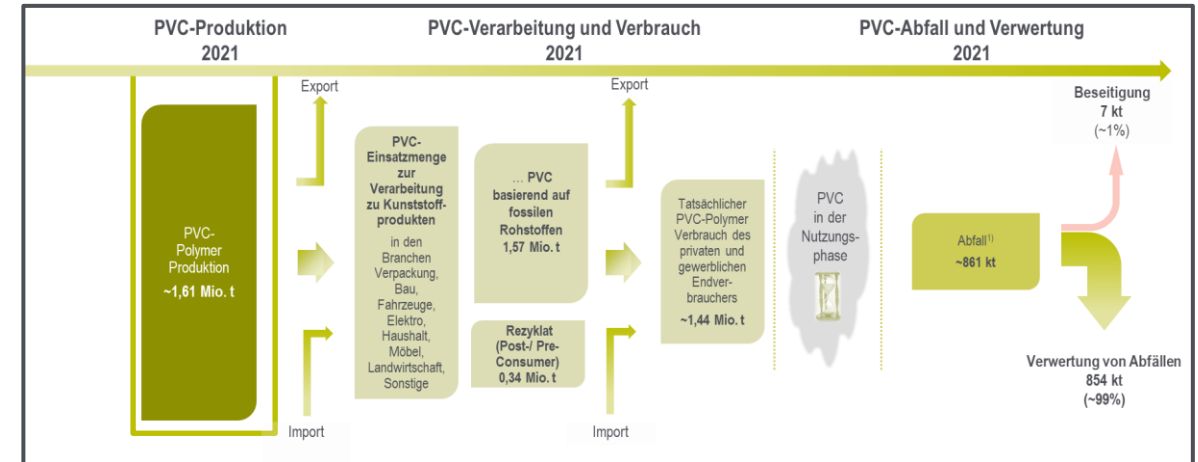 PVC-Produktion
2021
PVC-Verarbeitung und Verbrauch
2021
PVC-Abfall und Verwertung
2021
Export
Export
Beseitigung
7 kt
(~1%)
PVC-
Polymer
Produktion
~1,61 Mio. t
PVC-
Einsatzmenge
zur
Verarbeitung
zu Kunststoff-
produkten
in den
Branchen
Verpackung,
Bau,
Fahrzeuge,
Elektro,
Haushalt,
Möbel,
Landwirtschaft,
Sonstige
... PVC
basierend auf
fossilen
Rohstoffen
1,57 Mio. t
Rezyklat
(Post-/ Pre-
Consumer)
0,34 Mio. t
Tatsächlicher
PVC-Polymer
Verbrauch des
privaten und
gewerblichen
Endver-
brauchers
~1,44 Mio. t
PVC
in der
Nutzungs-
phase
Abfall1)
~861 kt
Verwertung von Abfällen
854 kt
(~99%)
Import
Import